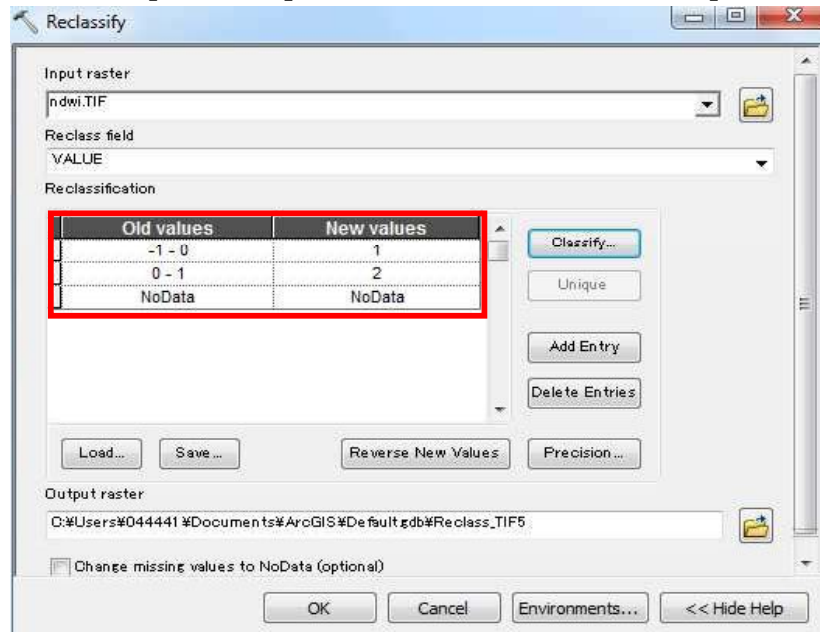 Reclassify
Input raster
ndwi.TIF
Reclass field
VALUE
Reclassification
Old values New values
-1 - 0 1
0 - 1 2
NoData NoData
Classify...
Unique
Add Entry
Delete Entries
Load... Save... Reverse New Values Precision...
Output raster
C:¥Users¥044441¥Documents¥ArcGIS¥Default.gdb¥Reclass_TIF5
Change missing values to NoData (optional)
OK Cancel Environments... << Hide Help